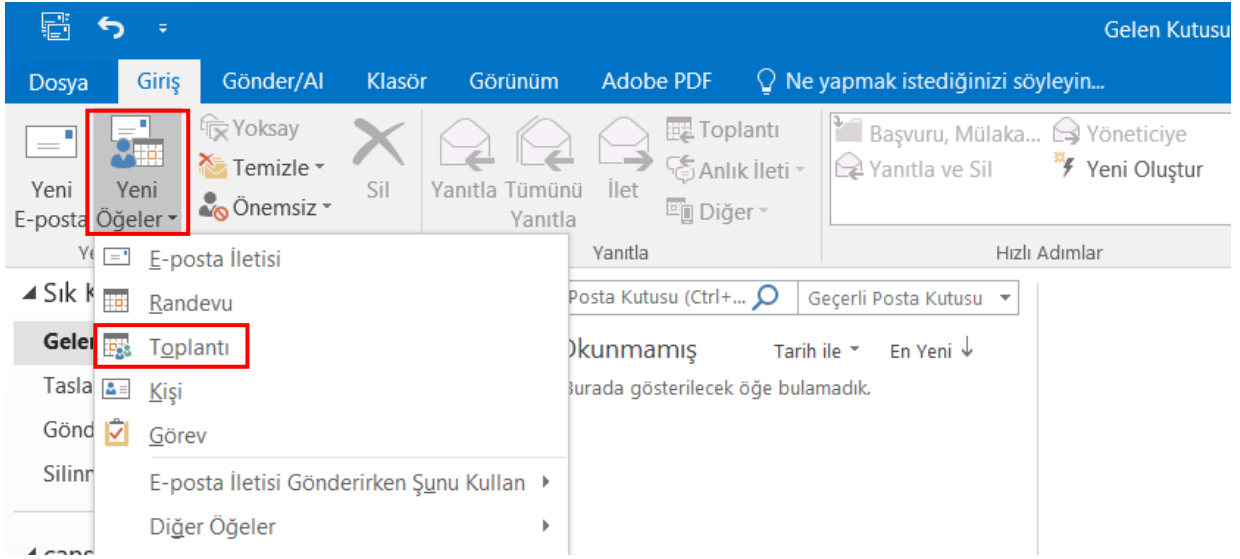 Gelen Kutusu
Dosya Giriş Gönder/Al Klasör Görünüm Adobe PDF Ne yapmak istediğinizi söyleyin...
Yeni
E-posta
Yeni
Öğeler
Yoksay
Temizle
Önemsiz
Sil
Yanıtla
Tümünü
Yanıtla
İlet
Toplantı
Anlık İleti
Diğer
Yanıtla
Başvuru, Mülaka...
Yanıtla ve Sil
Yöneticiye
Yeni Oluştur
Hızlı Adımlar
E-posta İletisi
Randevu
Toplantı
Kişi
Görev
E-posta İletisi Gönderirken Şunu Kullan
Diğer Öğeler
Sık
Posta Kutusu (Ctrl+...
Geçerli Posta Kutusu
Okunmamış
Tarih ile En Yeni
Burada gösterilecek öğe bulamadık.